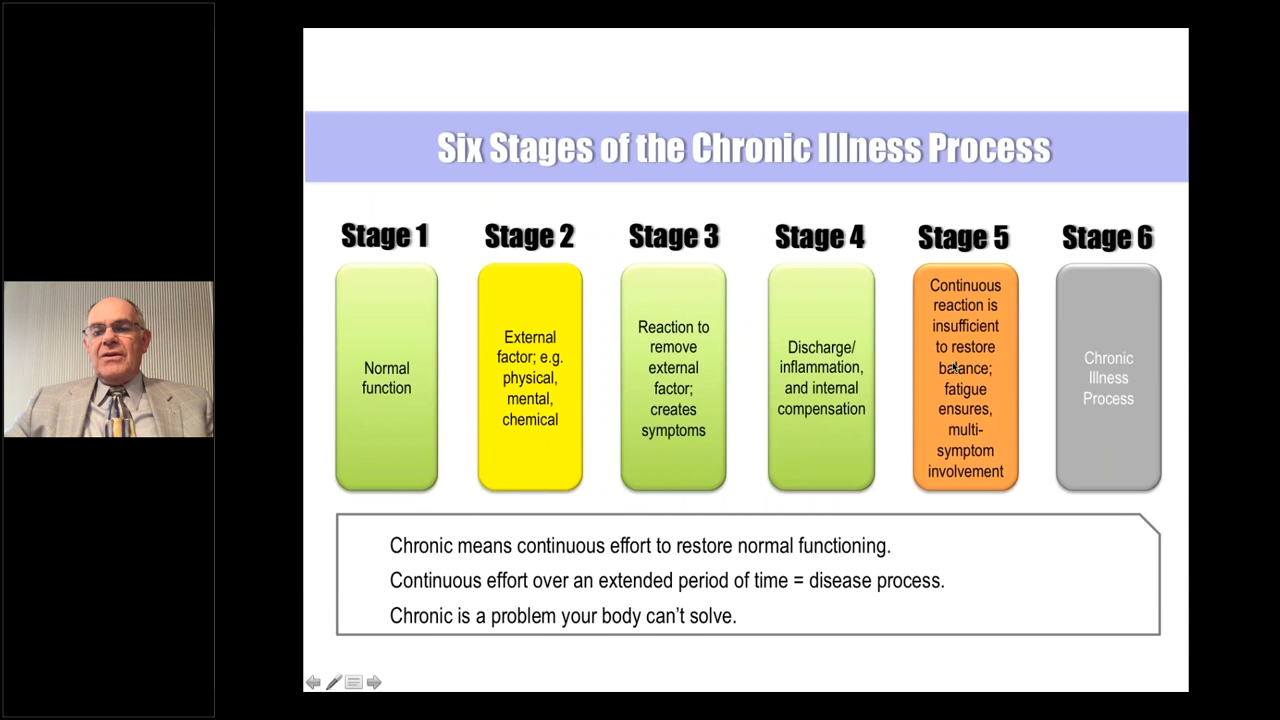 Six Stages of the Chronic Illness Process
Stage 1
Normal
function
Stage 2
External
factor; e.g.
physical,
mental,
chemical
Stage 3
Reaction to
remove
external
factor;
creates
symptoms
Stage 4
Discharge/
inflammation,
and internal
compensation
Stage 5
Continuous
reaction is
insufficient
to restore
balance;
fatigue
ensures,
multi-
symptom
involvement
Stage 6
Chronic
Illness
Process
Chronic means continuous effort to restore normal functioning.
Continuous effort over an extended period of time = disease process.
Chronic is a problem your body can’t solve.